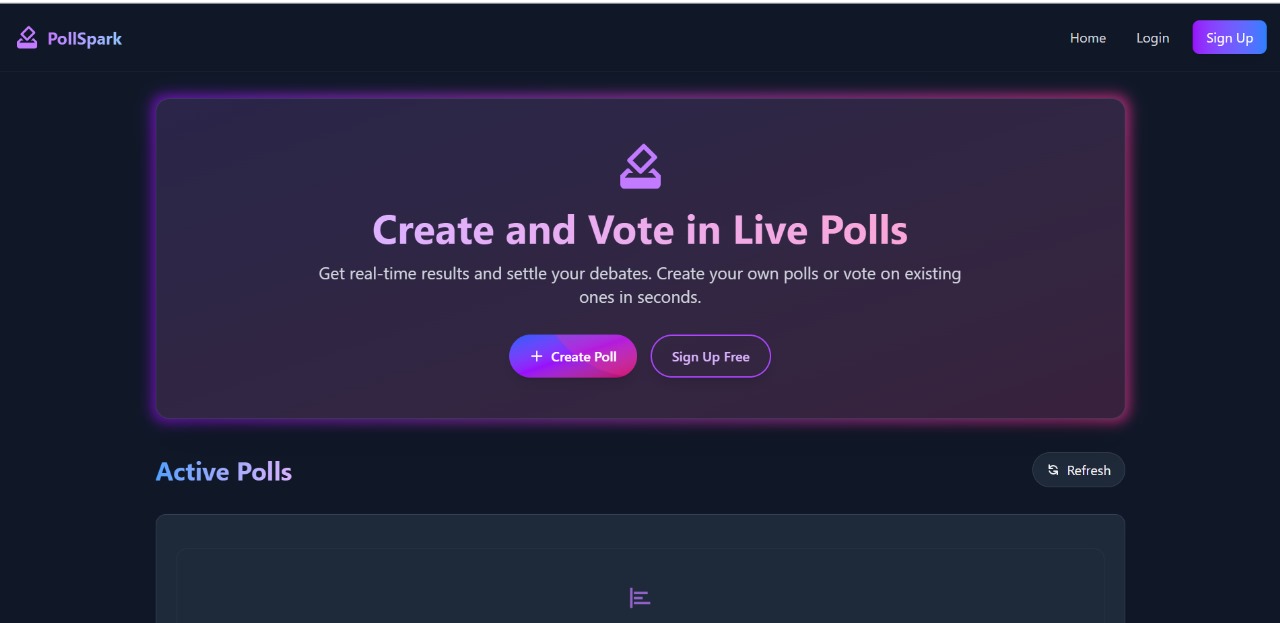 PollSpark
Home
Login
Sign Up
Create and Vote in Live Polls
Get real-time results and settle your debates. Create your own polls or vote on existing
ones in seconds.
+ Create Poll
Sign Up Free
Active Polls
Refresh